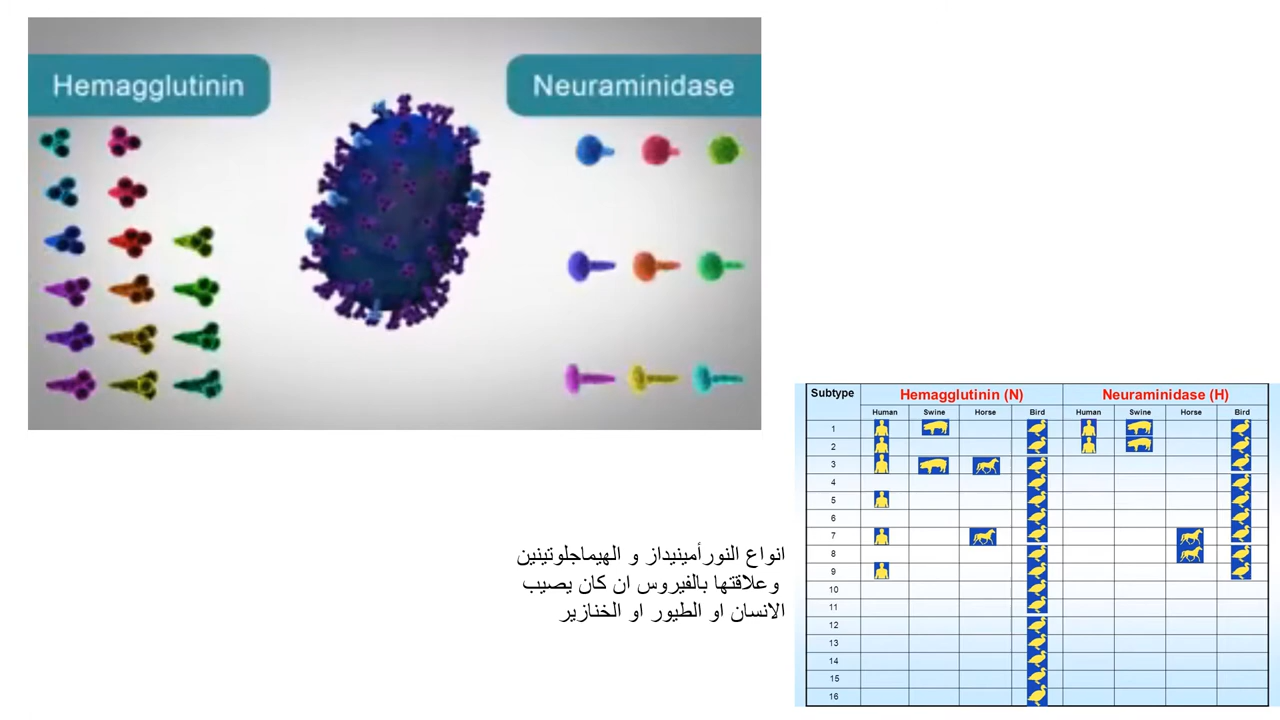 Hemagglutinin
Neuraminidase
Subtype Hemagglutinin (N) Neuraminidase (H)
Human Swine Horse Bird Human Swine Horse Bird
1
2
3
4
5
6
7
8
9
10
11
12
13
14
15
16
انواع النورأمينيداز و الهيماجلوتينين
وعلاقتها بالفيروس ان كان يصيب
الانسان او الطيور او الخنازير